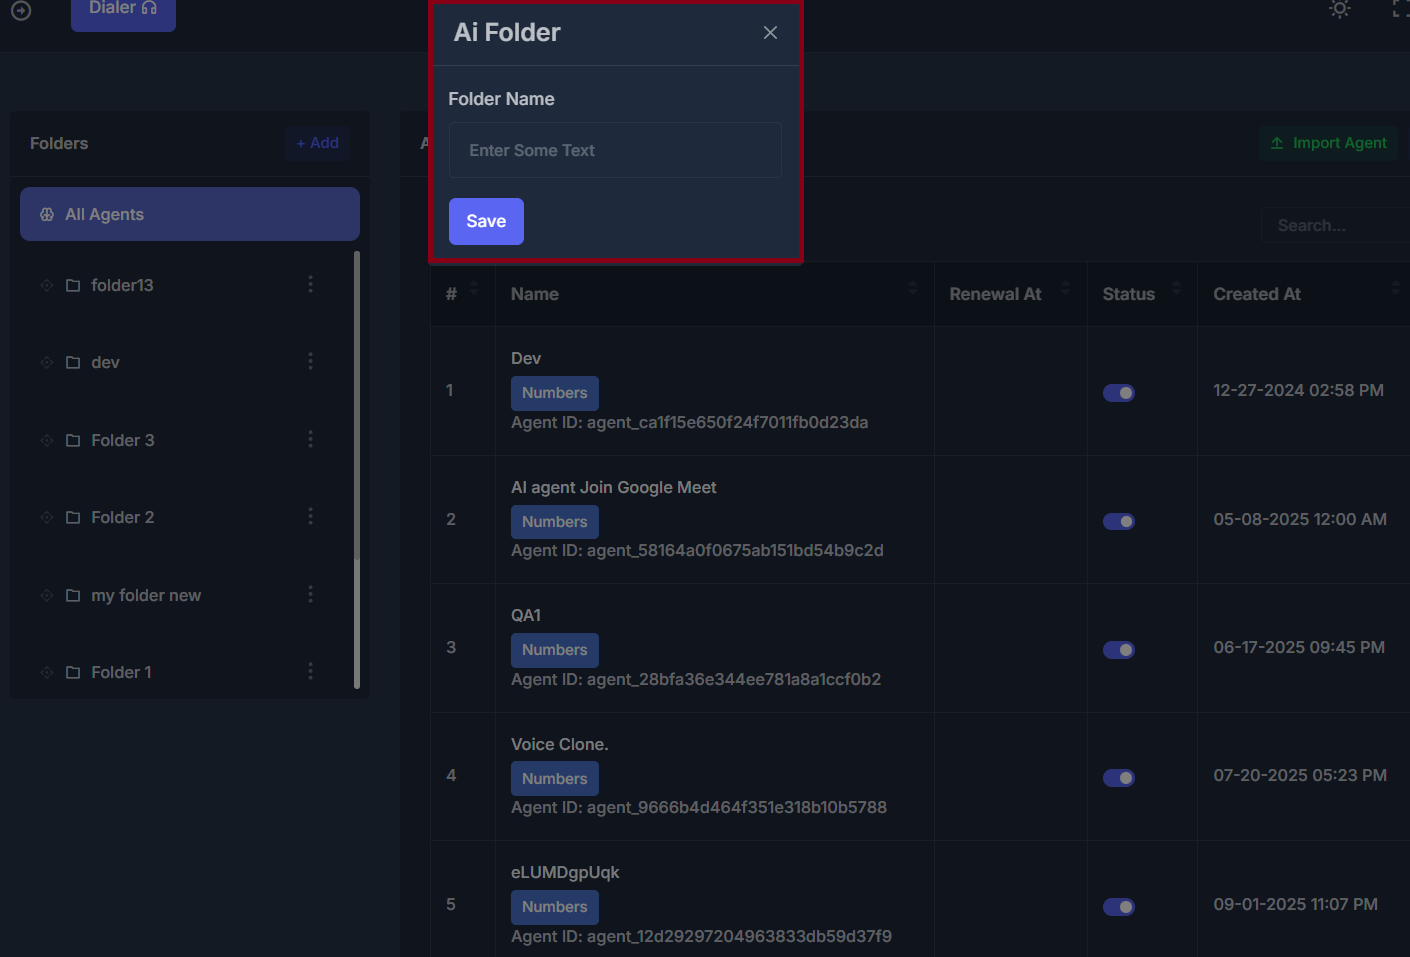 Dialer
Ai Folder
Folder Name
Enter Some Text
Save
Folders
+ Add
All Agents
folder13
dev
Folder 3
Folder 2
my folder new
Folder 1
Import Agent
Search...
# Name Renewal At Status Created At
1
Dev
Numbers
Agent ID: agent_ca1f15e650f24f7011fb0d23da
12-27-2024 02:58 PM
2
AI agent Join Google Meet
Numbers
Agent ID: agent_58164a0f0675ab151bd54b9c2d
05-08-2025 12:00 AM
3
QA1
Numbers
Agent ID: agent_28bfa36e344ee781a8a1ccf0b2
06-17-2025 09:45 PM
4
Voice Clone.
Numbers
Agent ID: agent_9666b4d464f351e318b10b5788
07-20-2025 05:23 PM
5
eLUMDgpUqk
Numbers
Agent ID: agent_12d29297204963833db59d37f9
09-01-2025 11:07 PM